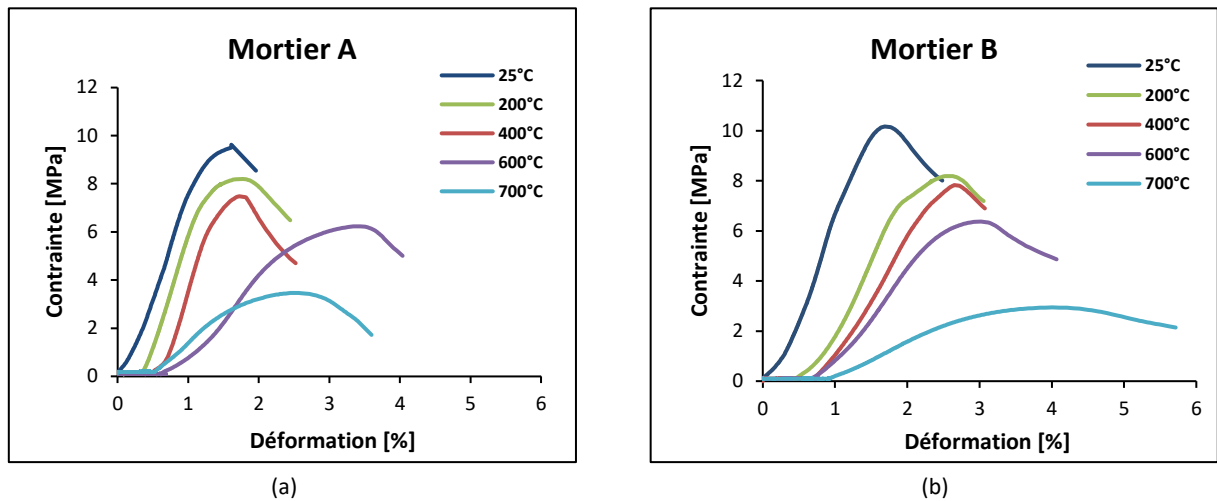 Mortier A
25°C
200°C
400°C
600°C
700°C
Contrainte [MPa]
12
10
8
6
4
2
0
0 1 2 3 4 5 6
Déformation [%]
(a)
Mortier B
25°C
200°C
400°C
600°C
700°C
Contrainte [MPa]
12
10
8
6
4
2
0
0 1 2 3 4 5 6
Déformation [%]
(b)